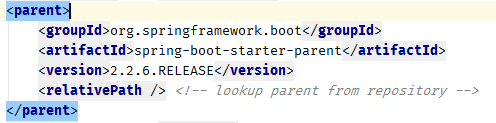 <parent>
<groupId>org.springframework.boot</groupId>
<artifactId>spring-boot-starter-parent</artifactId>
<version>2.2.6.RELEASE</version>
<relativePath /> <!-- lookup parent from repository -->
</parent>